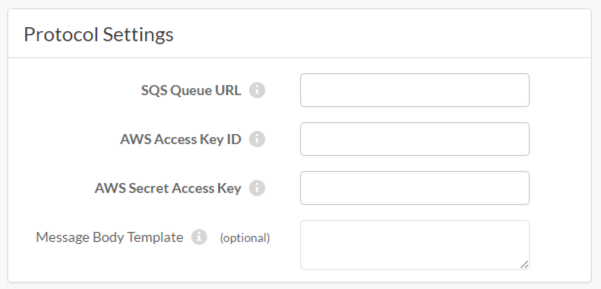 Protocol Settings
SQS Queue URL
AWS Access Key ID
AWS Secret Access Key
Message Body Template (optional)